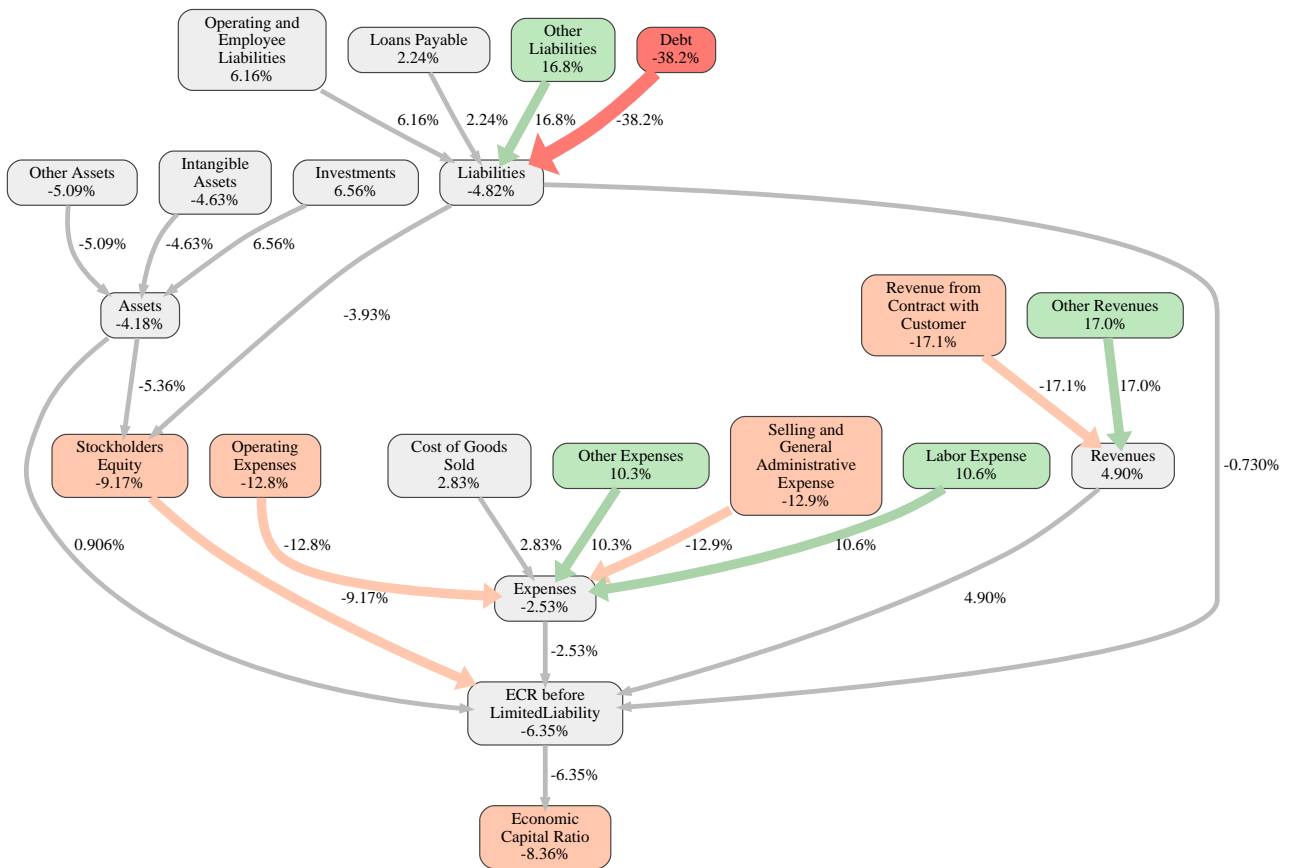 Operating and
Employee
Liabilities
6.16%
Loans Payable
2.24%
Other
Liabilities
16.8%
Debt
-38.2%
6.16%
2.24%
16.8%
-38.2%
Other Assets
-5.09%
Intangible
Assets
-4.63%
Investments
6.56%
Liabilities
-4.82%
-5.09%
-4.63%
6.56%
Assets
-4.18%
-3.93%
Revenue from
Contract with
Customer
-17.1%
Other Revenues
17.0%
-5.36%
-17.1%
17.0%
Stockholders
Equity
-9.17%
Operating
Expenses
-12.8%
Cost of Goods
Sold
2.83%
Other Expenses
10.3%
Selling and
General
Administrative
Expense
-12.9%
Labor Expense
10.6%
Revenues
4.90%
-0.730%
0.906%
-12.8%
2.83%
10.3%
-12.9%
10.6%
-9.17%
Expenses
-2.53%
4.90%
-2.53%
ECR before
LimitedLiability
-6.35%
-6.35%
Economic
Capital Ratio
-8.36%